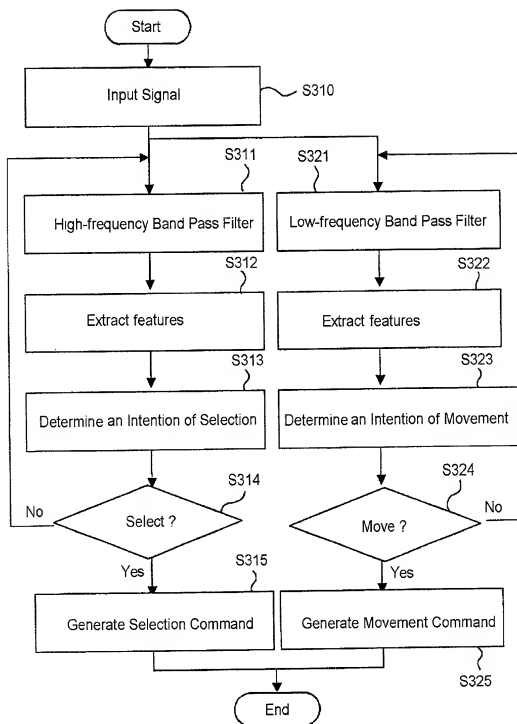 Start
Input Signal
S310
S311
S321
High-frequency Band Pass Filter
Low-frequency Band Pass Filter
S312
S322
Extract features
Extract features
S313
S323
Determine an Intention of Selection
Determine an Intention of Movement
S314
S324
No
Select ?
Move ?
No
Yes
S315
Yes
Generate Selection Command
Generate Movement Command
S325
End